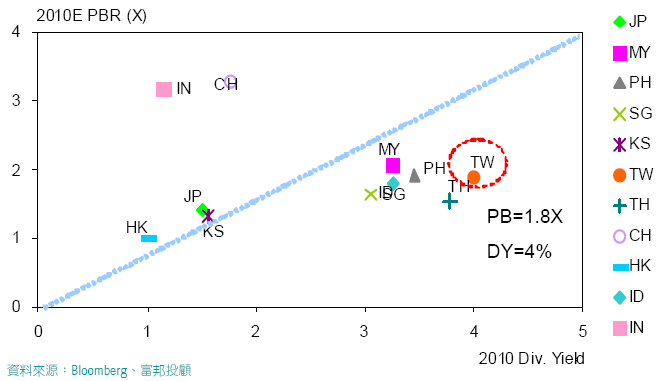 2010E PBR (X)
4
3
2
1
0
0
1
2
3
4
5
2010 Div. Yield
IN
CH
MY
PH
TW
ID
SG
TH
JP
KS
HK
PB=1.8X
DY=4%
JP
MY
PH
SG
KS
TW
TH
CH
HK
ID
IN
資料來源：Bloomberg、富邦投顧